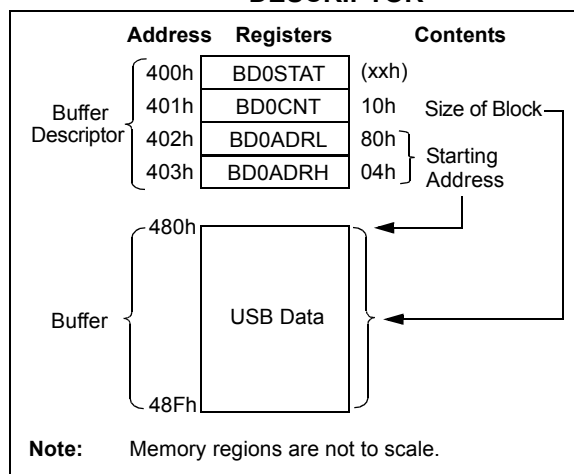 Address Registers Contents
400h BD0STAT (xxh)
401h BD0CNT 10h Size of Block
Buffer
Descriptor
402h BD0ADRL 80h
403h BD0ADRH 04h
Starting
Address
480h
Buffer USB Data
48Fh
Note: Memory regions are not to scale.